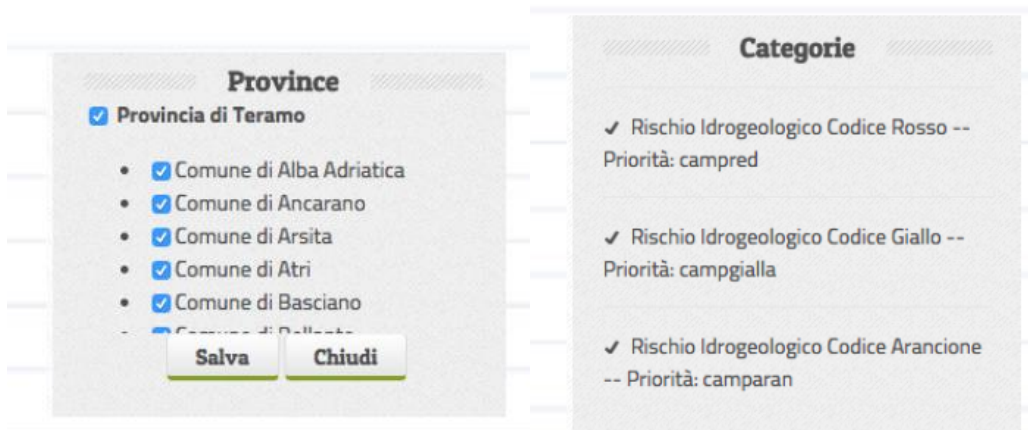 Province
Provincia di Teramo
Comune di Alba Adriatica
Comune di Ancarano
Comune di Arsita
Comune di Atri
Comune di Basciano
Salva
Chiudi
Categorie
Rischio Idrogeologico Codice Rosso --
Priorità: campred
Rischio Idrogeologico Codice Giallo --
Priorità: campgialla
Rischio Idrogeologico Codice Arancione
-- Priorità: camparan